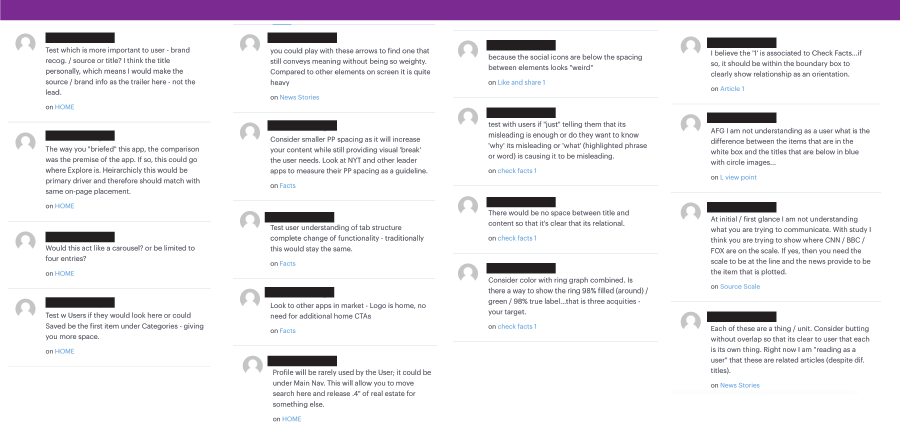 Test which is more important to user - brand
recog. / source or title? I think the title
personally, which means I would make the
source / brand info as the trailer here - not the
lead.
on HOME
The way you "briefed" this app, the comparison
was the premise of the app. If so, this could go
where Explore is. Heirarchicly this would be
primary driver and therefore should match with
same on-page placement.
on HOME
Would this act like a carousel? or be limited to
four entries?
on HOME
Test w Users if they would look here or could
Saved be the first item under Categories - giving
you more space.
on HOME
you could play with these arrows to find one that
still conveys meaning without being so weighty.
Compared to other elements on screen it is quite
heavy
on News Stories
Consider smaller PP spacing as it will increase
your content while still providing visual 'break'
the user needs. Look at NYT and other leader
apps to measure their PP spacing as a guideline.
on Facts
Test user understanding of tab structure
complete change of functionality - traditionally
this would stay the same.
on Facts
Look to other apps in market - Logo is home, no
need for additional home CTAs
on Facts
Profile will be rarely used by the User; it could be
under Main Nav. This will allow you to move
search here and release .4" of real estate for
something else.
on HOME
because the social icons are below the spacing
between elements looks "weird"
on Like and share 1
test with users if "just" telling them that its
misleading is enough or do they want to know
'why' its misleading or 'what' (highlighted phrase
or word) is causing it to be misleading.
on check facts 1
There would be no space between title and
content so that it's clear that its relational.
on check facts 1
Consider color with ring graph combined. Is
there a way to show the ring 98% filled (around) /
green / 98% true label...that is three acquities -
your target.
on check facts 1
I believe the '1' is associated to Check Facts...if
so, it should be within the boundary box to
clearly show relationship as an orientation.
on Article 1
AFG I am not understanding as a user what is the
difference between the items that are in the
white box and the titles that are below in blue
with circle images...
on L view point
At initial / first glance I am not understanding
what you are trying to communicate. With study I
think you are trying to show where CNN / BBC /
FOX are on the scale. If yes, then you need the
scale to be at the line and the news provide to be
the item that is plotted.
on Source Scale
Each of these are a thing / unit. Consider butting
without overlap so that its clear to user that each
is its own thing. Right now I am "reading as a
user" that these are related articles (despite dif.
titles).
on News Stories